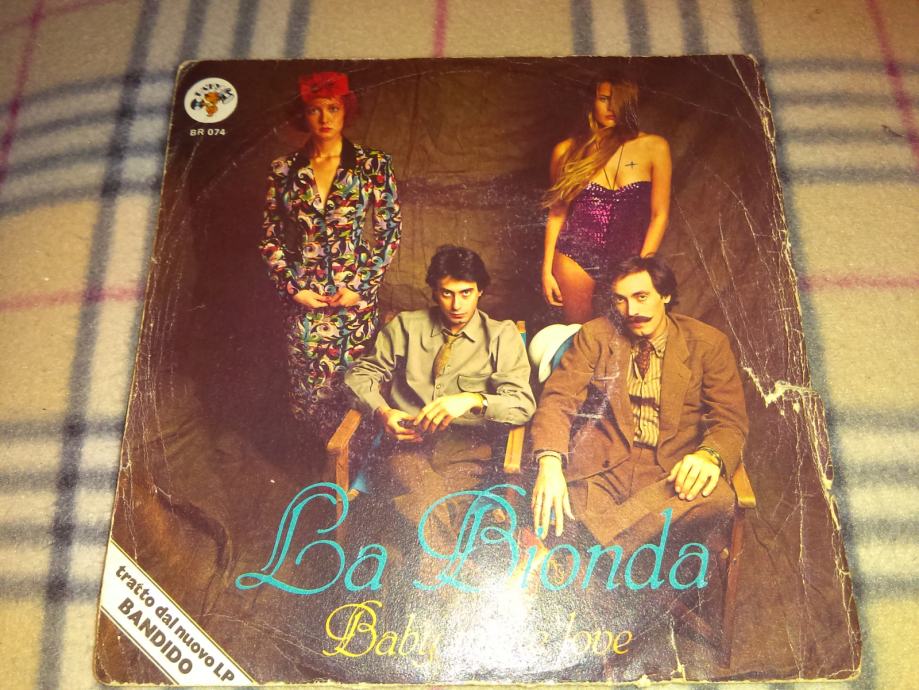 BR 074
La Bionda
Baby love
tratto dal nuovo LP
BANDIDO